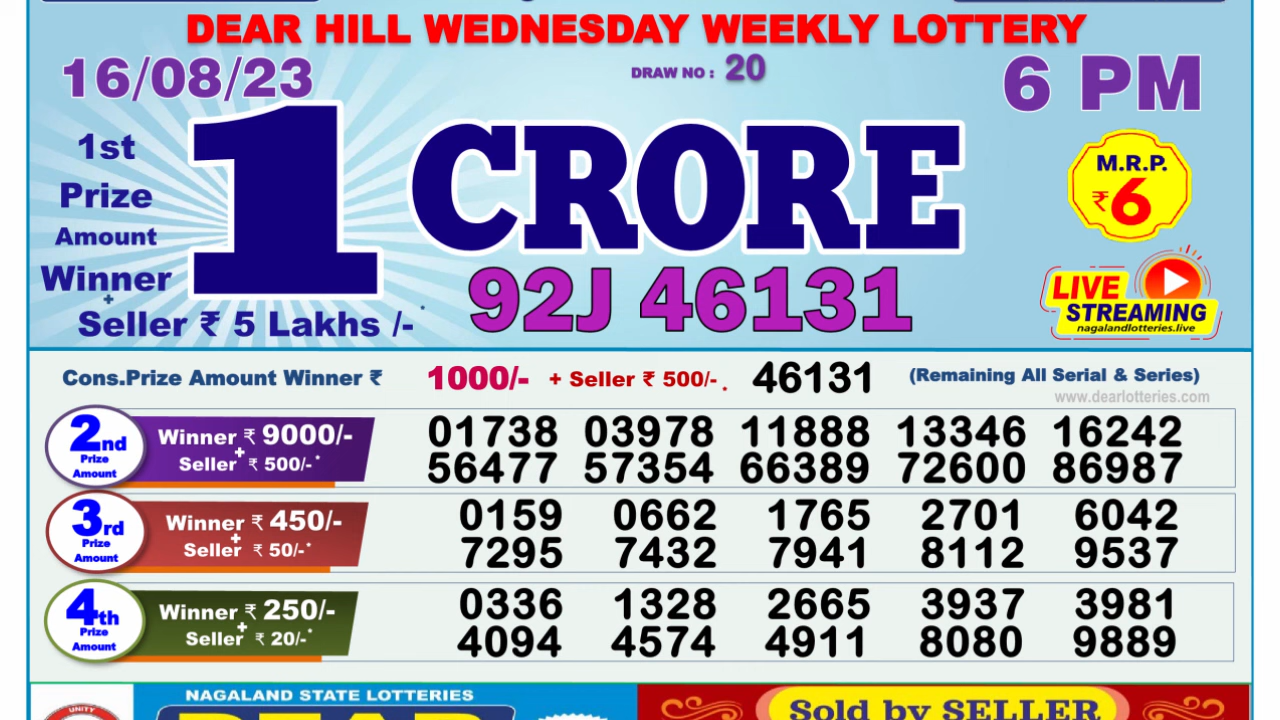 DEAR HILL WEDNESDAY WEEKLY LOTTERY
16/08/23
DRAW NO : 20
6 PM
1st
Prize
Amount
Winner
+
Seller ₹ 5 Lakhs /- *
1 CRORE
92J 46131
M.R.P.
₹6
LIVE
STREAMING
nagalandlotteries.live
Cons.Prize Amount Winner ₹ 1000/- + Seller ₹ 500/- . 46131 (Remaining All Serial & Series)
www.dearlotteries.com
2nd
Prize
Amount
Winner ₹ 9000/-
+
Seller ₹ 500/- *
01738 03978 11888 13346 16242
56477 57354 66389 72600 86987
3rd
Prize
Amount
Winner ₹ 450/-
+
Seller ₹ 50/- *
0159 0662 1765 2701 6042
7295 7432 7941 8112 9537
4th
Prize
Amount
Winner ₹ 250/-
+
Seller ₹ 20/- *
0336 1328 2665 3937 3981
4094 4574 4911 8080 9889
UNITY
NAGALAND STATE LOTTERIES
DEAR
Sold by SELLER